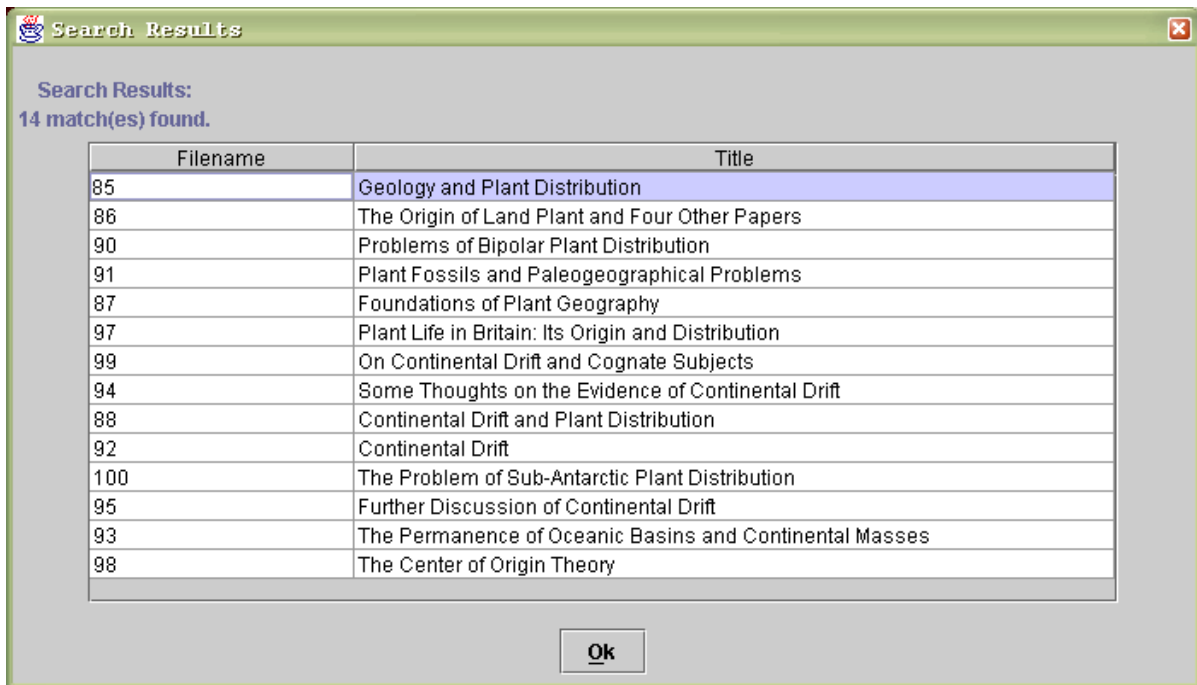 Search Results
Search Results:
14 match(es) found.
Filename Title
85 Geology and Plant Distribution
86 The Origin of Land Plant and Four Other Papers
90 Problems of Bipolar Plant Distribution
91 Plant Fossils and Paleogeographical Problems
87 Foundations of Plant Geography
97 Plant Life in Britain: Its Origin and Distribution
99 On Continental Drift and Cognate Subjects
94 Some Thoughts on the Evidence of Continental Drift
88 Continental Drift and Plant Distribution
92 Continental Drift
100 The Problem of Sub-Antarctic Plant Distribution
95 Further Discussion of Continental Drift
93 The Permanence of Oceanic Basins and Continental Masses
98 The Center of Origin Theory
Ok